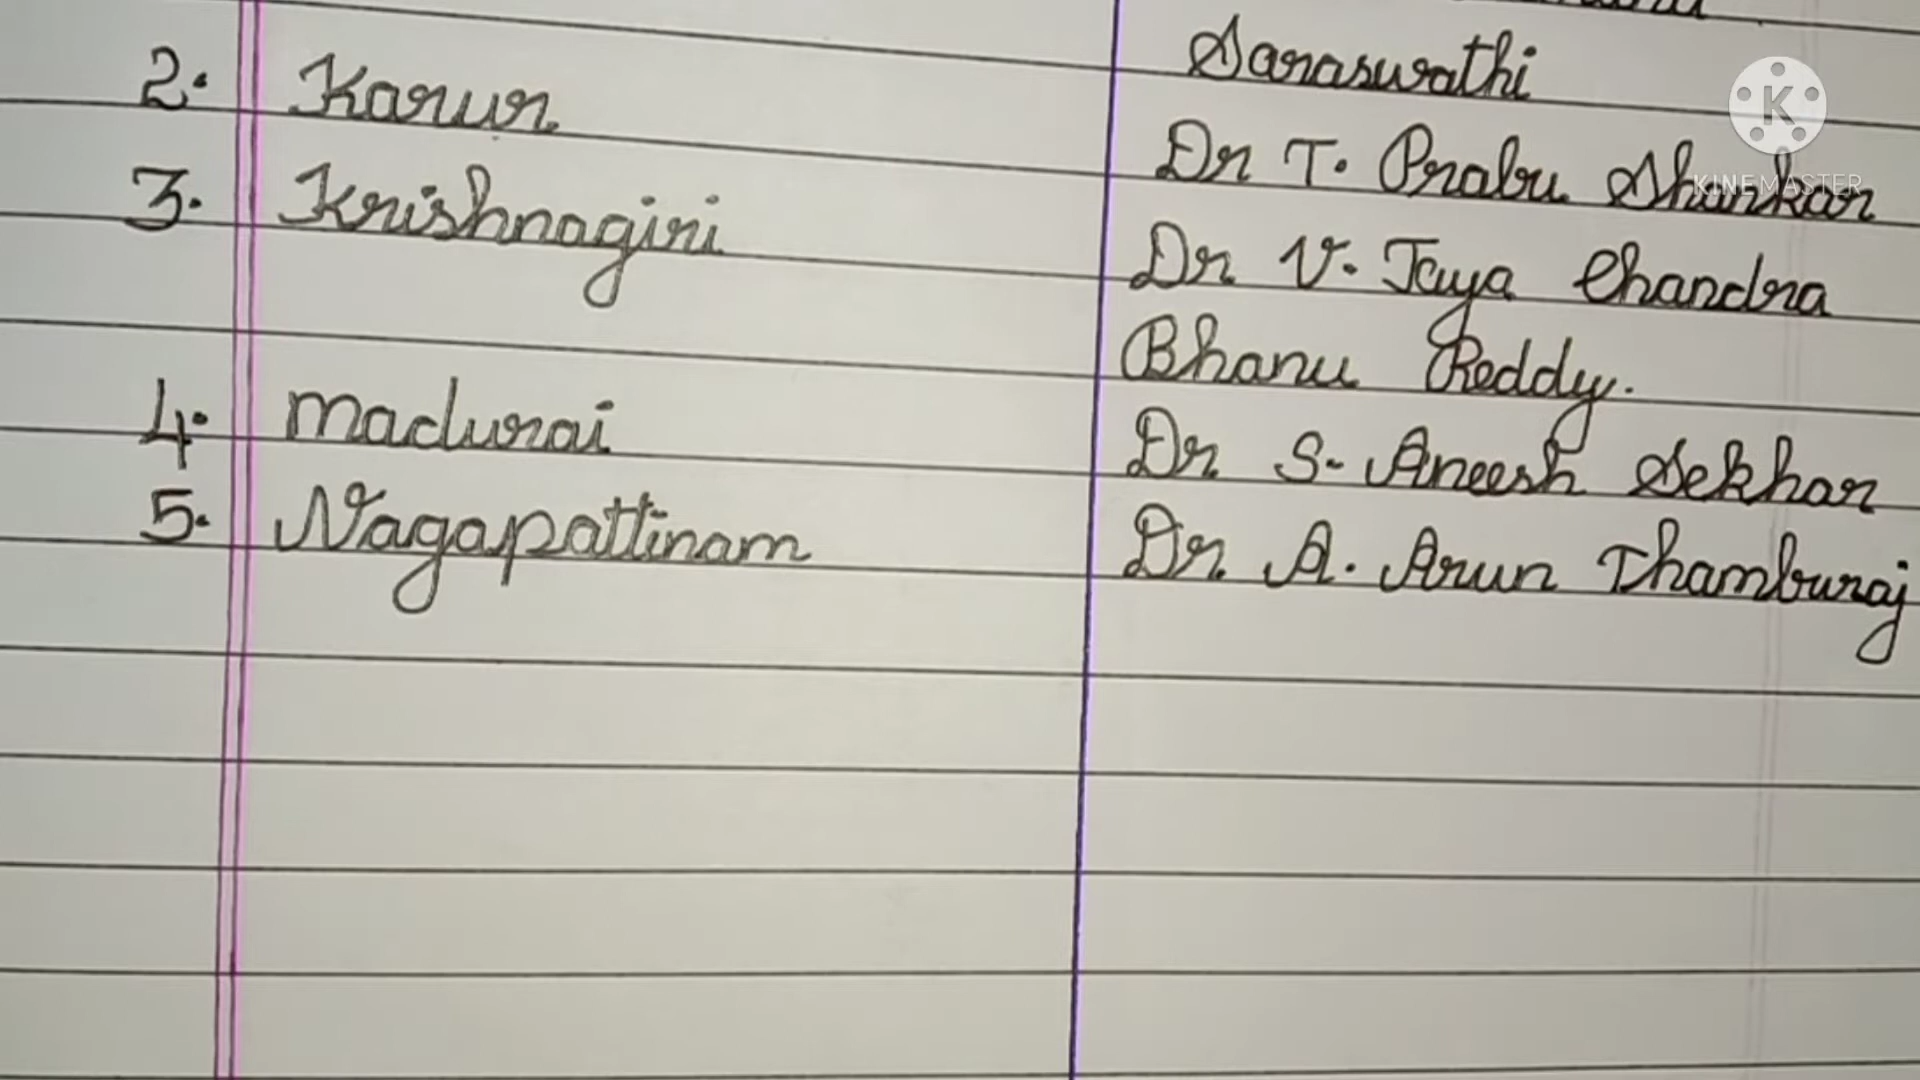 Saraswathi
2. Karur Dr T. Prabu Shankar
3. Krishnagiri Dr V. Jaya Chandra
Bhanu Reddy.
4. Madurai Dr S. Aneesh Sekhar
5. Nagapattinam Dr. A. Arun Thamburaj
KINEMASTER